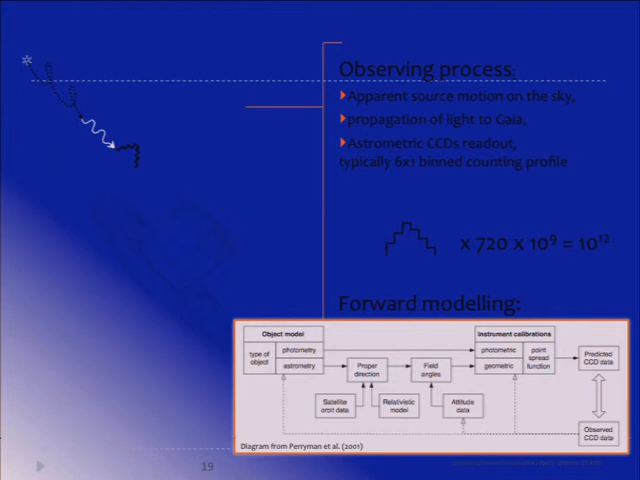 Observing process:
Apparent source motion on the sky,
propagation of light to Gaia,
Astrometric CCDs readout,
typically 6x1 binned counting profile
x 720 x 10⁹ = 10¹²
Forward modelling:
Object model
type of object
photometry
astrometry
Proper direction
Field angles
Instrument calibrations
photometric
geometric
point spread function
Predicted CCD data
Satellite orbit data
Relativistic model
Attitude data
Observed CCD data
Diagram from Perryman et al. (2001)
19